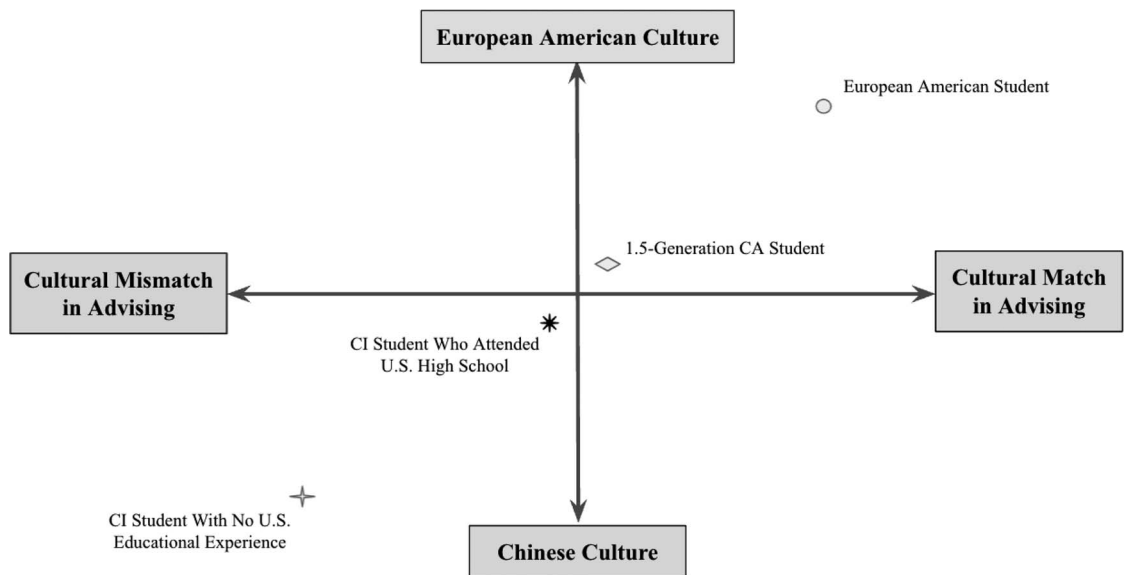 European American Culture
European American Student
1.5-Generation CA Student
Cultural Mismatch
in Advising
Cultural Match
in Advising
CI Student Who Attended
U.S. High School
CI Student With No U.S.
Educational Experience
Chinese Culture